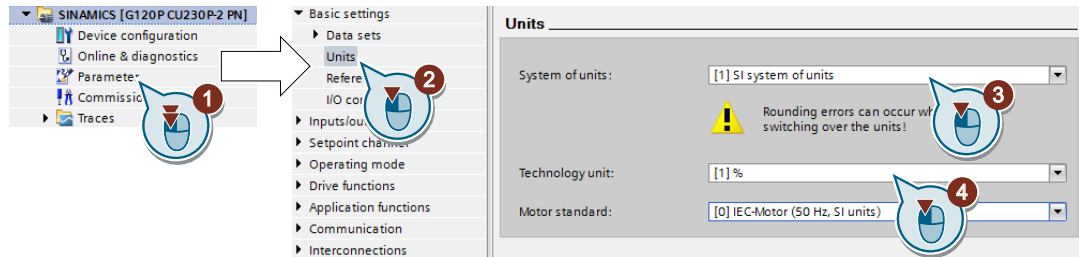 SINAMICS [G120P CU230P-2 PN]
Device configuration
Online & diagnostics
Parameter
Commissio
Traces
1
Basic settings
Data sets
Units
Refere
I/O co
Inputs/ou
Setpoint channel
Operating mode
Drive functions
Application functions
Communication
Interconnections
2
Units
System of units:
[1] SI system of units
3
Rounding errors can occur wh
switching over the units!
Technology unit:
[1] %
4
Motor standard:
[0] IEC-Motor (50 Hz, SI units)